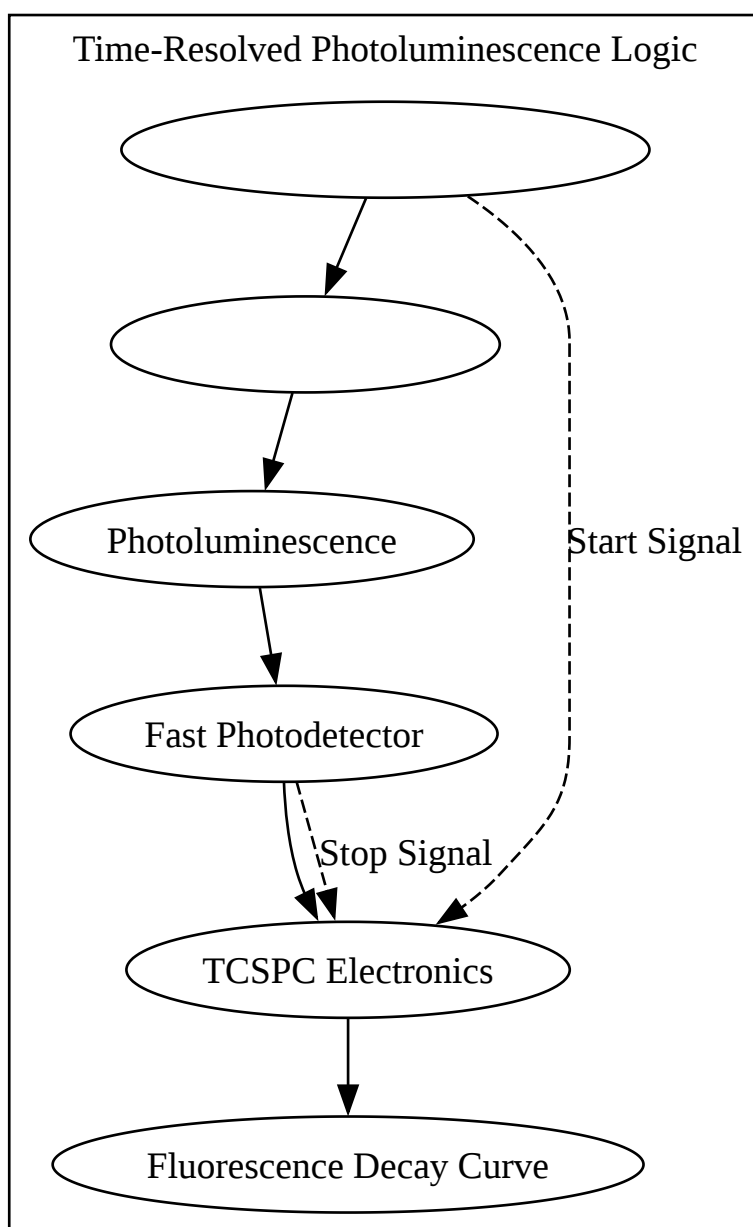 Time-Resolved Photoluminescence Logic
Photoluminescence
Start Signal
Fast Photodetector
Stop Signal
TCSPC Electronics
Fluorescence Decay Curve